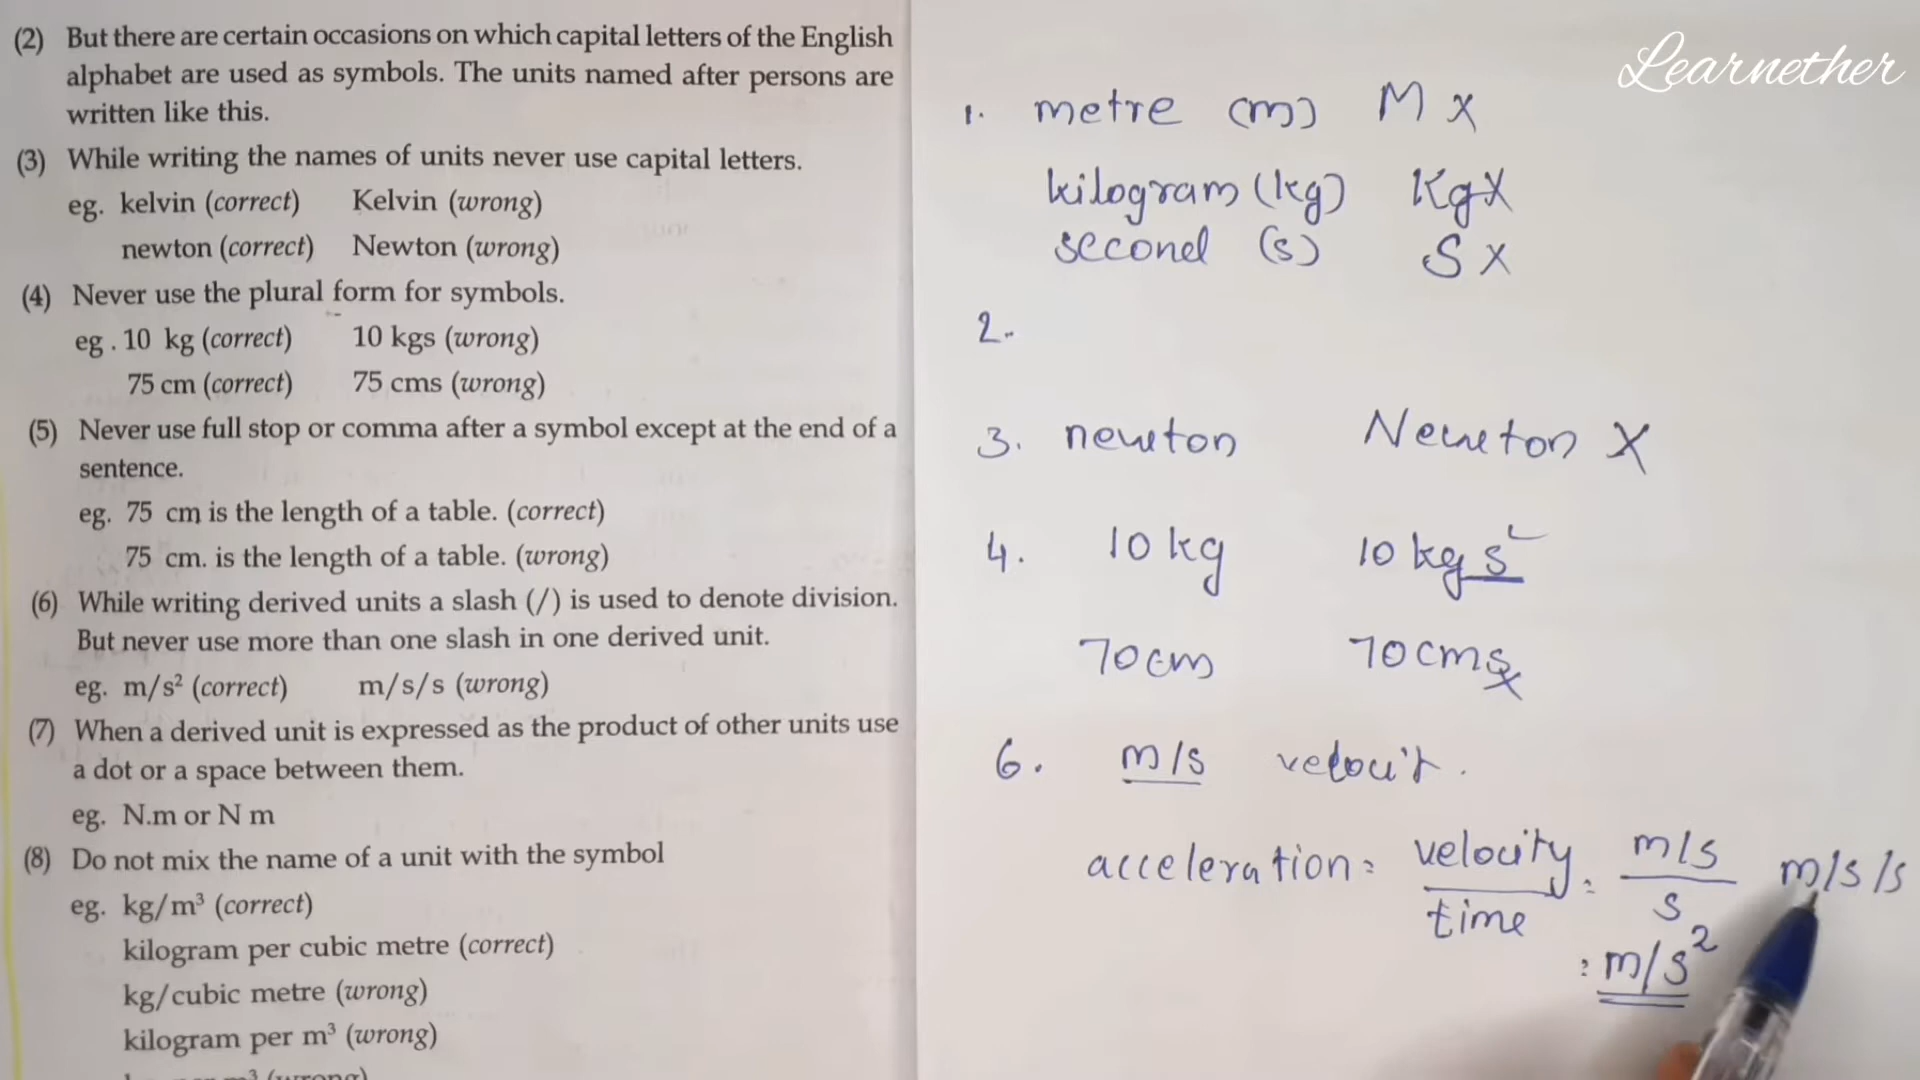 (2) But there are certain occasions on which capital letters of the English
alphabet are used as symbols. The units named after persons are
written like this.
(3) While writing the names of units never use capital letters.
eg. kelvin (correct) Kelvin (wrong)
newton (correct) Newton (wrong)
(4) Never use the plural form for symbols.
eg . 10 kg (correct) 10 kgs (wrong)
75 cm (correct) 75 cms (wrong)
(5) Never use full stop or comma after a symbol except at the end of a
sentence.
eg. 75 cm is the length of a table. (correct)
75 cm. is the length of a table. (wrong)
(6) While writing derived units a slash (/) is used to denote division.
But never use more than one slash in one derived unit.
eg. m/s² (correct) m/s/s (wrong)
(7) When a derived unit is expressed as the product of other units use
a dot or a space between them.
eg. N.m or N m
(8) Do not mix the name of a unit with the symbol
eg. kg/m³ (correct)
kilogram per cubic metre (correct)
kg/cubic metre (wrong)
kilogram per m³ (wrong)
Learnether
1. metre (m) M X
kilogram (kg) Kg X
second (s) S X
2.
3. newton Newton X
4. 10 kg 10 kgs
70 cm 70 cms X
6. m/s
acceleration = velocity / time = m/s / s m/s/s
= m/s²